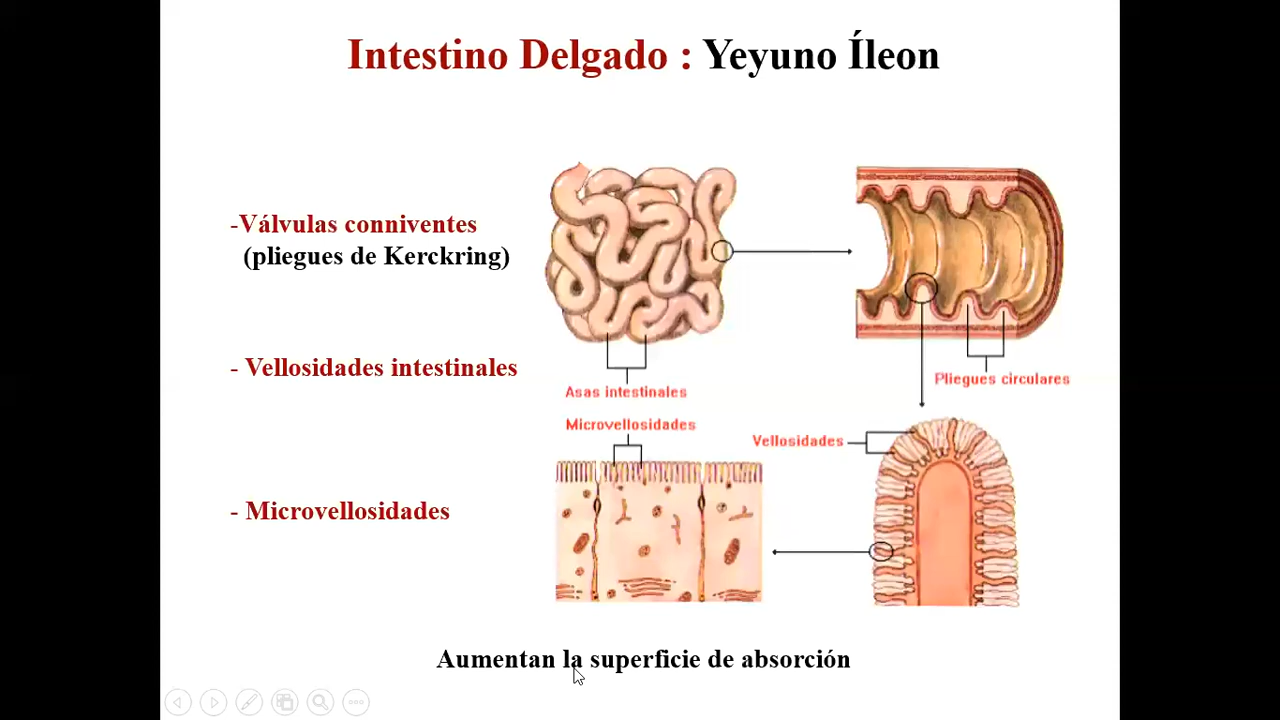 Intestino Delgado : Yeyuno Íleon
-Válvulas conniventes
(pliegues de Kerckring)
- Vellosidades intestinales
- Microvellosidades
Asas intestinales
Pliegues circulares
Microvellosidades
Vellosidades
Aumentan la superficie de absorción